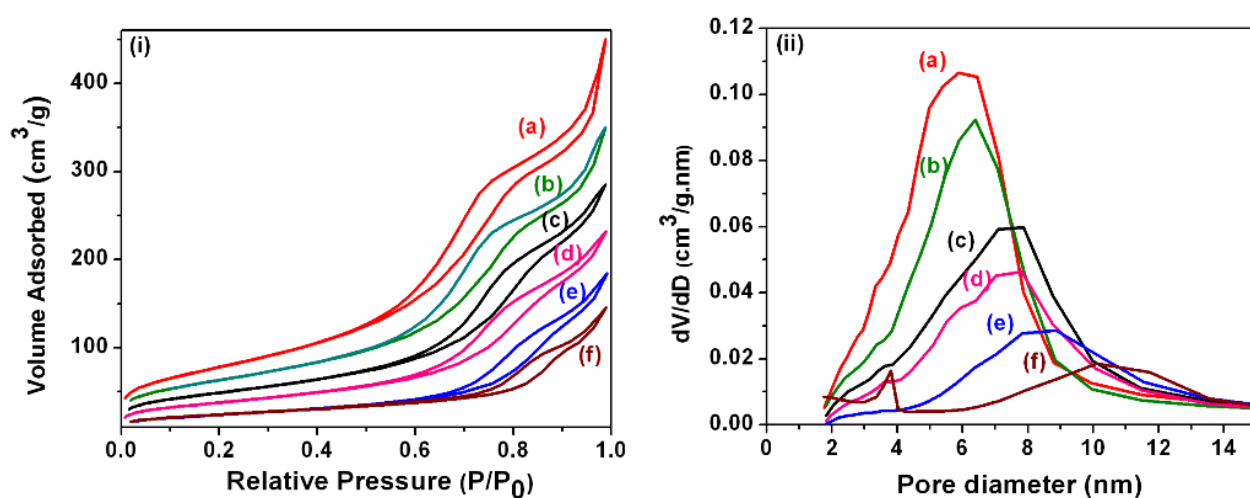 (i)
Volume Adsorbed (cm³/g)
400
300
200
100
(a)
(b)
(c)
(d)
(e)
(f)
0.0 0.2 0.4 0.6 0.8 1.0
Relative Pressure (P/P₀)
(ii)
dV/dD (cm³/g.nm)
0.12
0.10
0.08
0.06
0.04
0.02
0.00
(a)
(b)
(c)
(d)
(e)
(f)
0 2 4 6 8 10 12 14
Pore diameter (nm)